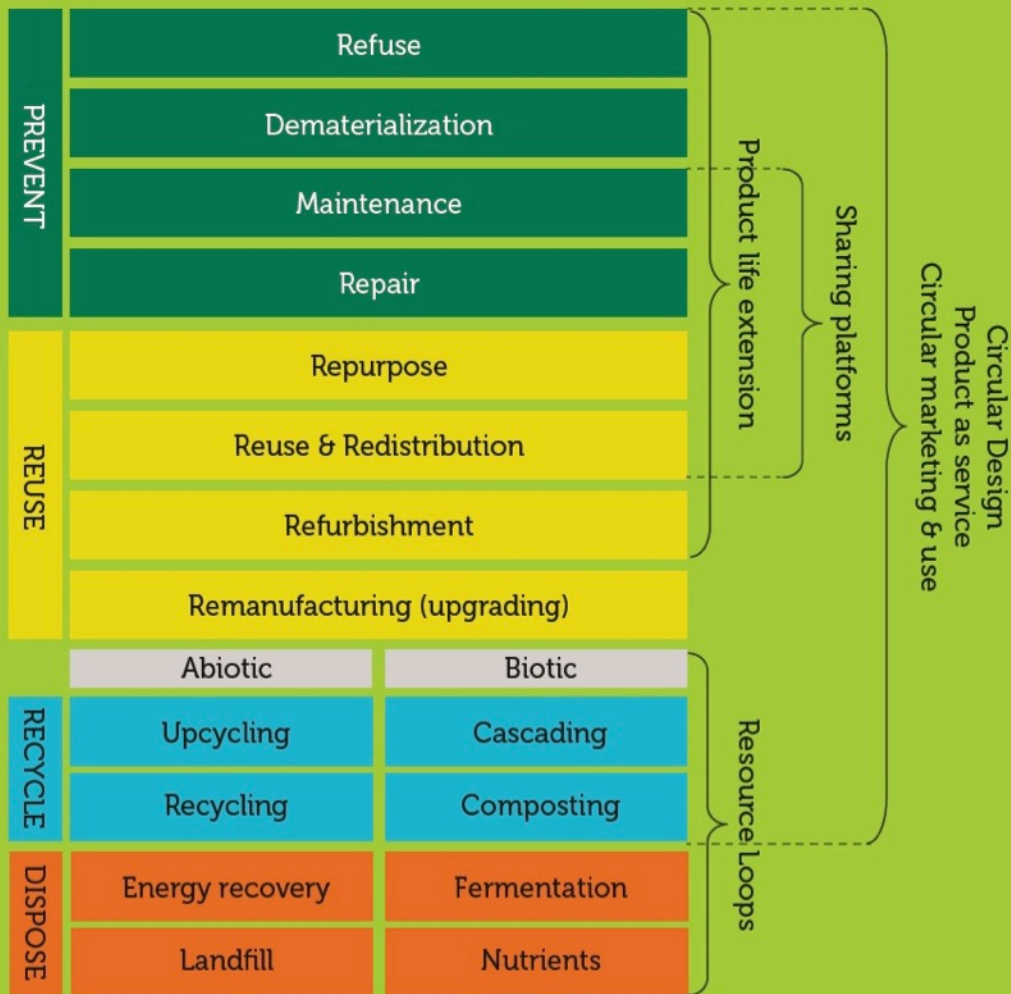 PREVENT
Refuse
Dematerialization
Maintenance
Repair
REUSE
Repurpose
Reuse & Redistribution
Refurbishment
Remanufacturing (upgrading)
Abiotic
Biotic
RECYCLE
Upcycling
Cascading
Recycling
Composting
DISPOSE
Energy recovery
Fermentation
Landfill
Nutrients
Product life extension
Sharing platforms
Circular Design
Product as service
Circular marketing & use
Resource Loops